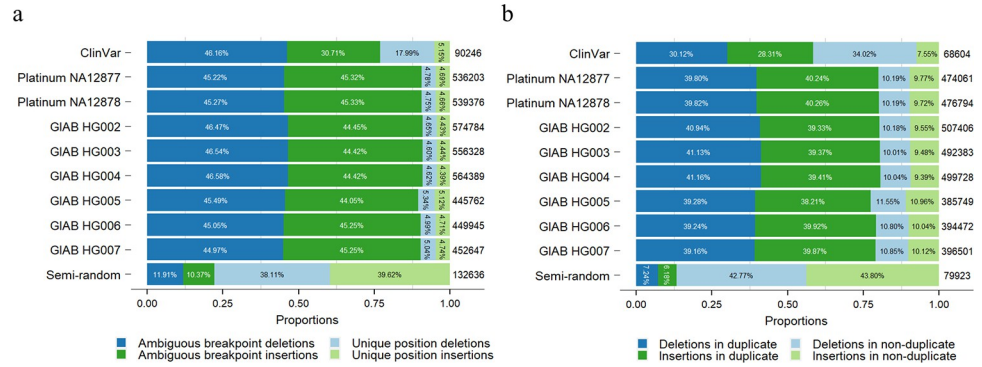 a
ClinVar 46.16% 30.71% 17.99% 5.15% 90246
Platinum NA12877 45.22% 45.32% 4.78% 4.69% 536203
Platinum NA12878 45.27% 45.33% 4.75% 4.66% 539376
GIAB HG002 46.47% 44.45% 4.65% 4.43% 574784
GIAB HG003 46.54% 44.42% 4.60% 4.44% 556328
GIAB HG004 46.58% 44.42% 4.62% 4.39% 564389
GIAB HG005 45.49% 44.05% 5.34% 5.12% 445762
GIAB HG006 45.05% 45.25% 4.99% 4.71% 449945
GIAB HG007 44.97% 45.25% 5.04% 4.74% 452647
Semi-random 11.91% 10.37% 38.11% 39.62% 132636
0.00 0.25 0.50 0.75 1.00
Proportions
Ambiguous breakpoint deletions Unique position deletions
Ambiguous breakpoint insertions Unique position insertions
b
ClinVar 30.12% 28.31% 34.02% 7.55% 68604
Platinum NA12877 39.80% 40.24% 10.19% 9.77% 474061
Platinum NA12878 39.82% 40.26% 10.19% 9.72% 476794
GIAB HG002 40.94% 39.33% 10.18% 9.55% 507406
GIAB HG003 41.13% 39.37% 10.01% 9.48% 492383
GIAB HG004 41.16% 39.41% 10.04% 9.39% 499728
GIAB HG005 39.28% 38.21% 11.55% 10.96% 385749
GIAB HG006 39.24% 39.92% 10.80% 10.04% 394472
GIAB HG007 39.16% 39.87% 10.85% 10.12% 396501
Semi-random 7.24% 6.18% 42.77% 43.80% 79923
0.00 0.25 0.50 0.75 1.00
Proportions
Deletions in duplicate Deletions in non-duplicate
Insertions in duplicate Insertions in non-duplicate